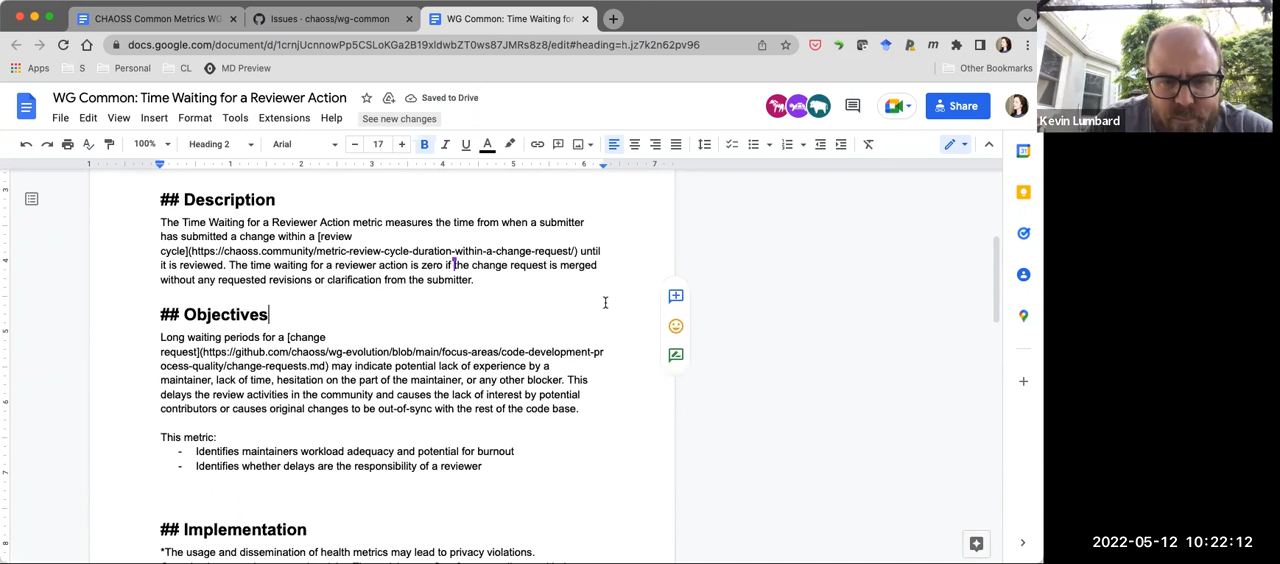 CHAOSS Common Metrics WG
Issues · chaoss/wg-common
WG Common: Time Waiting for
docs.google.com/document/d/1crnjUcnnowPp5CSLoKGa2B19xldwbZT0ws87JMRs8z8/edit#heading=h.jz7k2n62pv96
Apps
S
Personal
CL
MD Preview
Other Bookmarks
WG Common: Time Waiting for a Reviewer Action
Saved to Drive
File Edit View Insert Format Tools Extensions Help
See new changes
Share
100%
Heading 2
Arial
17
## Description
The Time Waiting for a Reviewer Action metric measures the time from when a submitter
has submitted a change within a [review
cycle](https://chaoss.community/metric-review-cycle-duration-within-a-change-request/) until
it is reviewed. The time waiting for a reviewer action is zero if the change request is merged
without any requested revisions or clarification from the submitter.
## Objectives
Long waiting periods for a [change
request](https://github.com/chaoss/wg-evolution/blob/main/focus-areas/code-development-pr
ocess-quality/change-requests.md) may indicate potential lack of experience by a
maintainer, lack of time, hesitation on the part of the maintainer, or any other blocker. This
delays the review activities in the community and causes the lack of interest by potential
contributors or causes original changes to be out-of-sync with the rest of the code base.
This metric:
- Identifies maintainers workload adequacy and potential for burnout
- Identifies whether delays are the responsibility of a reviewer
## Implementation
*The usage and dissemination of health metrics may lead to privacy violations.
Kevin Lumbard
2022-05-12 10:22:12